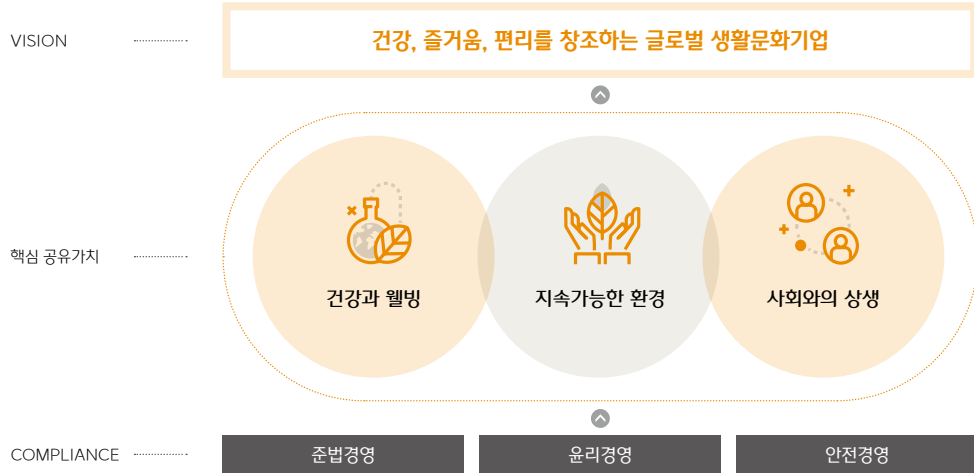 VISION
건강, 즐거움, 편리를 창조하는 글로벌 생활문화기업
핵심 공유가치
건강과 웰빙
지속가능한 환경
사회와의 상생
COMPLIANCE
준법경영
윤리경영
안전경영